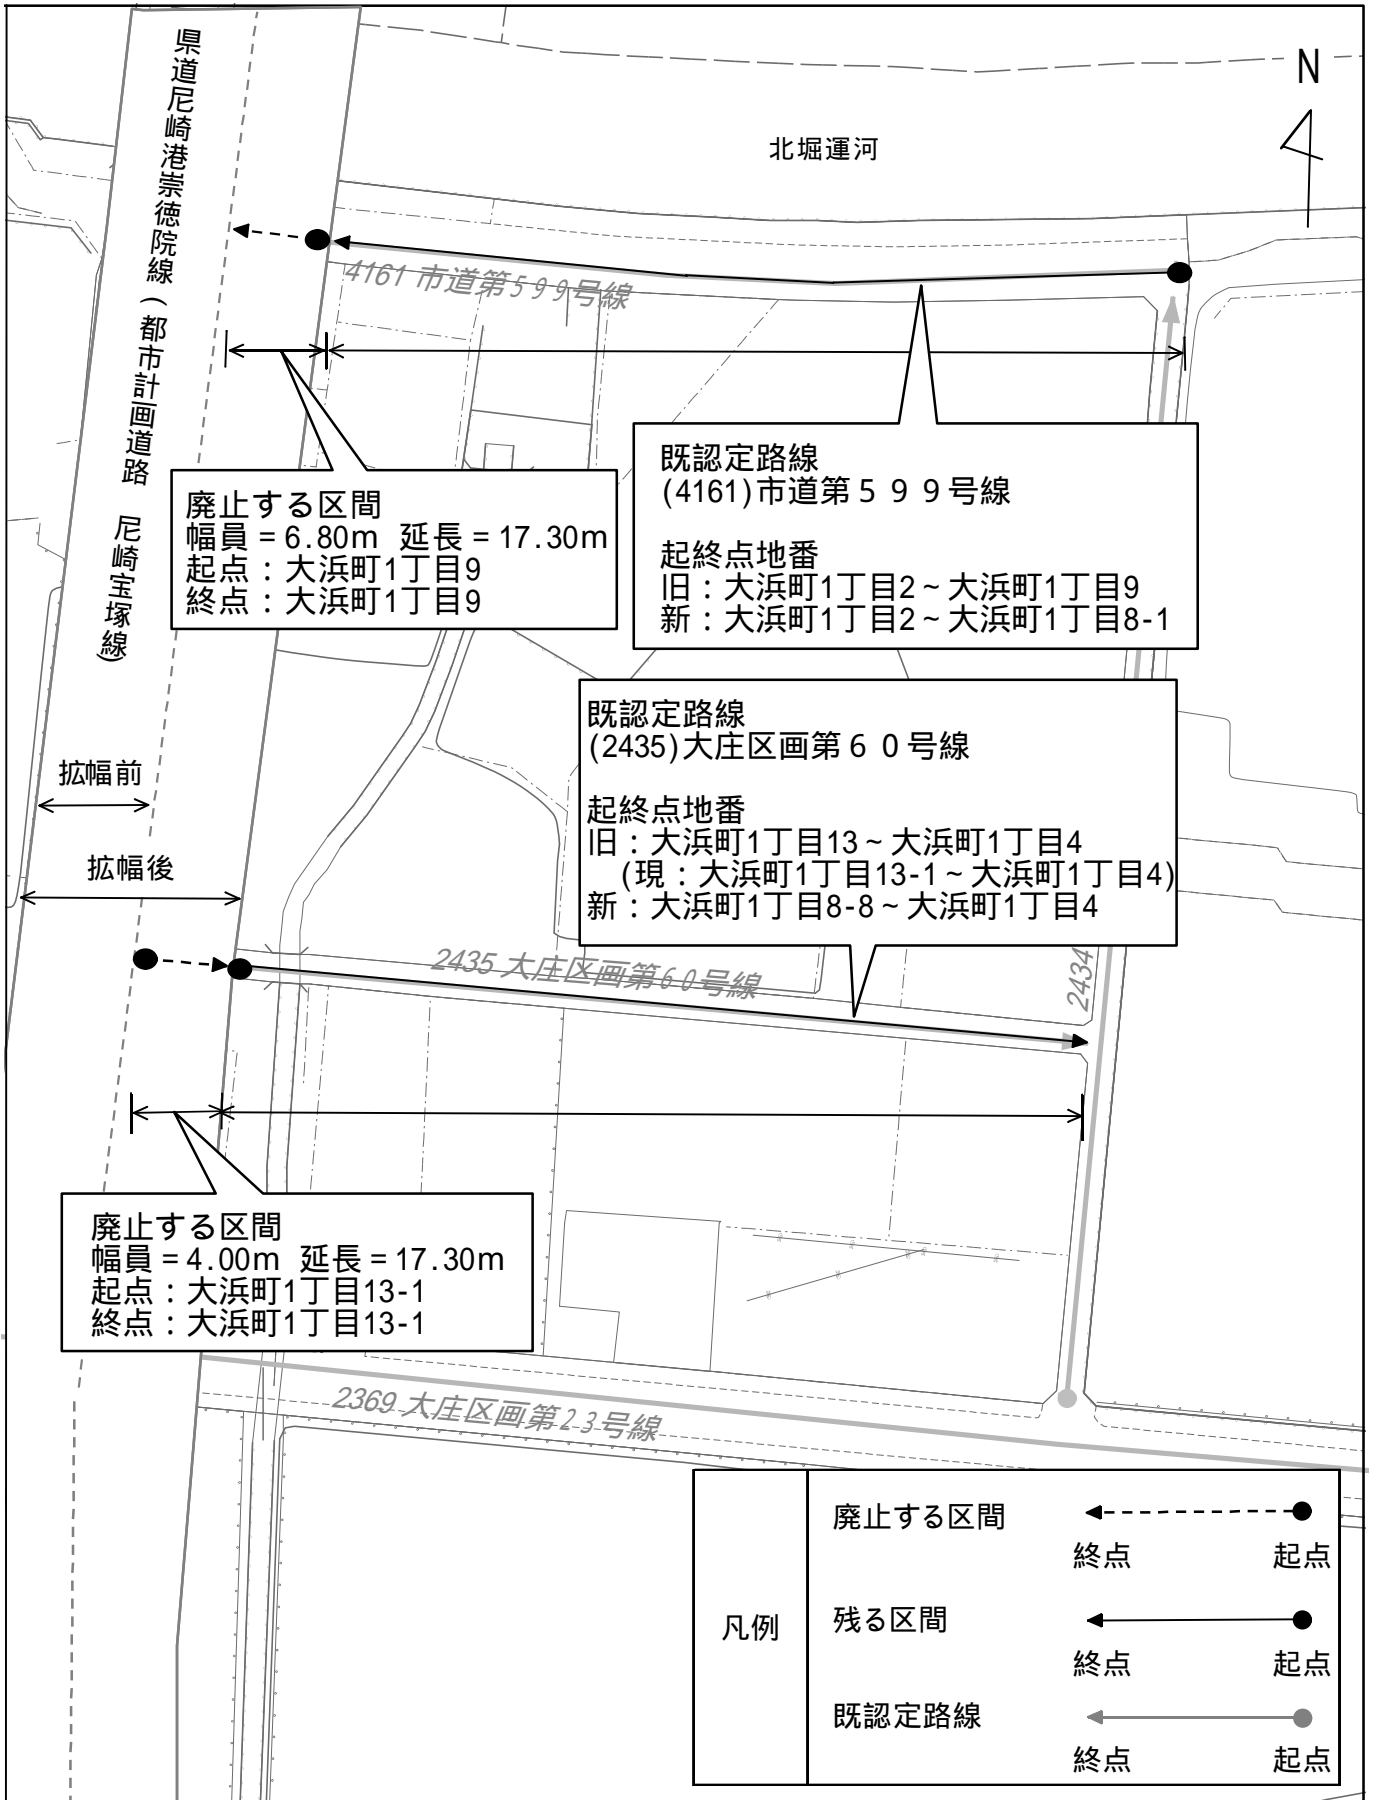 県道尼崎港崇徳院線（都市計画道路　尼崎宝塚線）
N
北堀運河
4161 市道第５９９号線
廃止する区間
幅員＝6.80m 延長＝17.30m
起点：大浜町1丁目9
終点：大浜町1丁目9
既認定路線
(4161)市道第５９９号線
起終点地番
旧：大浜町1丁目2～大浜町1丁目9
新：大浜町1丁目2～大浜町1丁目8-1
既認定路線
(2435)大庄区画第６０号線
起終点地番
旧：大浜町1丁目13～大浜町1丁目4
(現：大浜町1丁目13-1～大浜町1丁目4)
新：大浜町1丁目8-8～大浜町1丁目4
拡幅前
拡幅後
2435 大庄区画第６０号線
2434
廃止する区間
幅員＝4.00m 延長＝17.30m
起点：大浜町1丁目13-1
終点：大浜町1丁目13-1
2369 大庄区画第２３号線
凡例
廃止する区間
終点 起点
残る区間
終点 起点
既認定路線
終点 起点